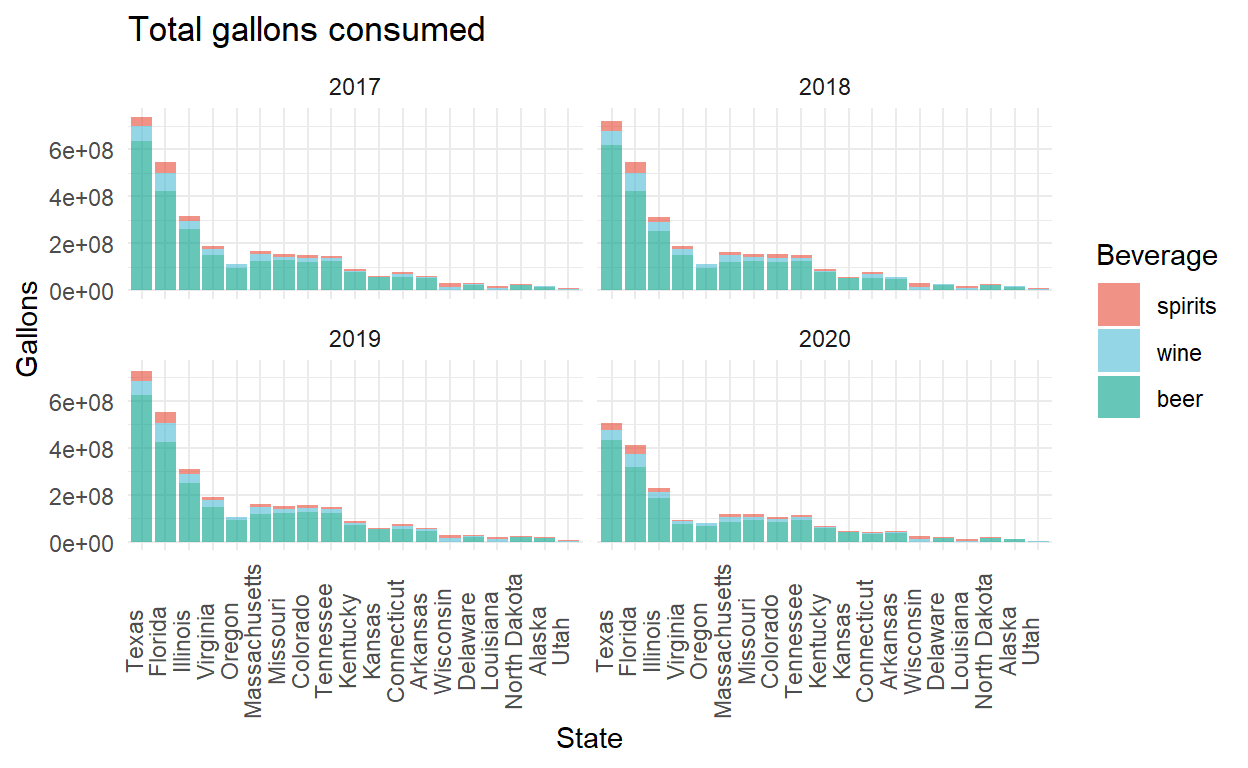 Total gallons consumed
2017
2018
6e+08
4e+08
2e+08
0e+00
2019
2020
6e+08
4e+08
2e+08
0e+00
Gallons
Texas
Florida
Illinois
Virginia
Oregon
Massachusetts
Missouri
Colorado
Tennessee
Kentucky
Kansas
Connecticut
Arkansas
Wisconsin
Delaware
Louisiana
North Dakota
Alaska
Utah
Texas
Florida
Illinois
Virginia
Oregon
Massachusetts
Missouri
Colorado
Tennessee
Kentucky
Kansas
Connecticut
Arkansas
Wisconsin
Delaware
Louisiana
North Dakota
Alaska
Utah
State
Beverage
spirits
wine
beer